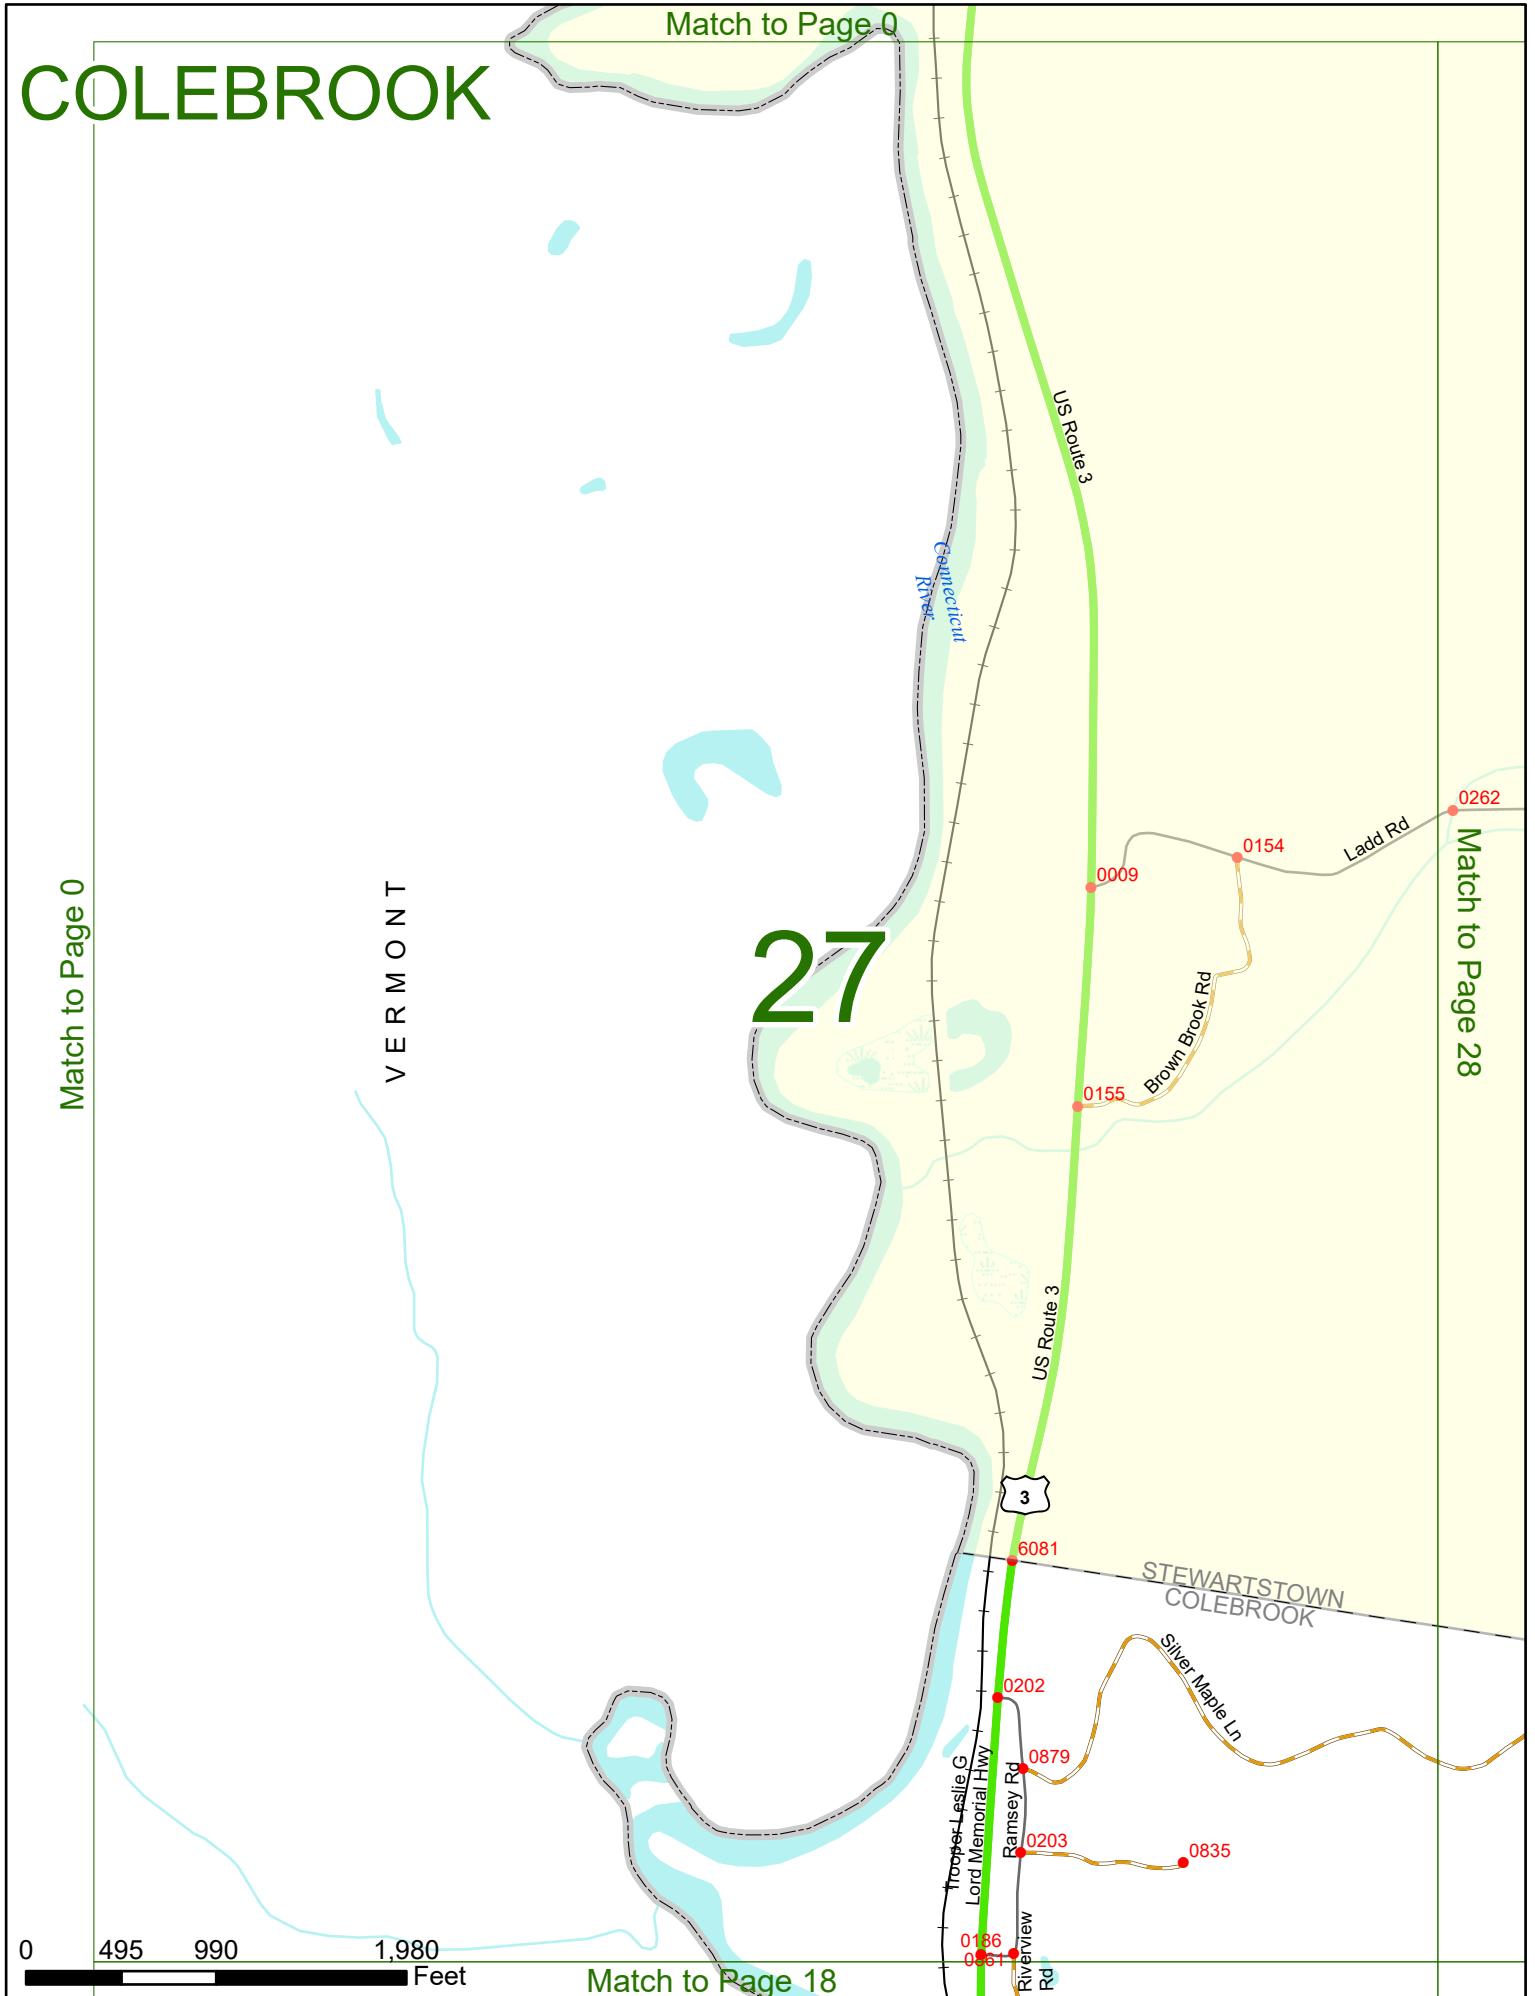 Match to Page 0
COLEBROOK
US Route 3
Connecticut
River
0262
Ladd Rd
0154
0009
Match to Page 28
Match to Page 0
VERMONT
27
Brown Brook Rd
0155
US Route 3
3
6081
STEWARTSTOWN
COLEBROOK
Silver Maple Ln
0202
0879
Trooper Leslie G
Lord Memorial Hwy
Ramsey Rd
0203
0835
0186
0861
Riverview
Rd
0 495 990 1,980
Feet
Match to Page 18